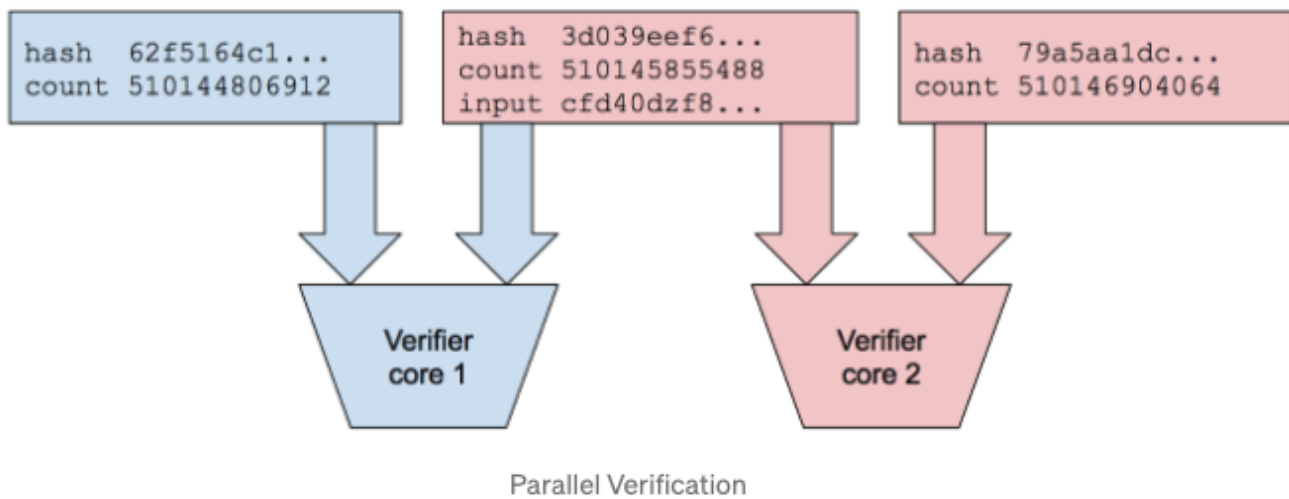 hash 62f5164c1...
count 510144806912
hash 3d039eef6...
count 510145855488
input cfd40dzf8...
hash 79a5aa1dc...
count 510146904064
Verifier
core 1
Verifier
core 2
Parallel Verification